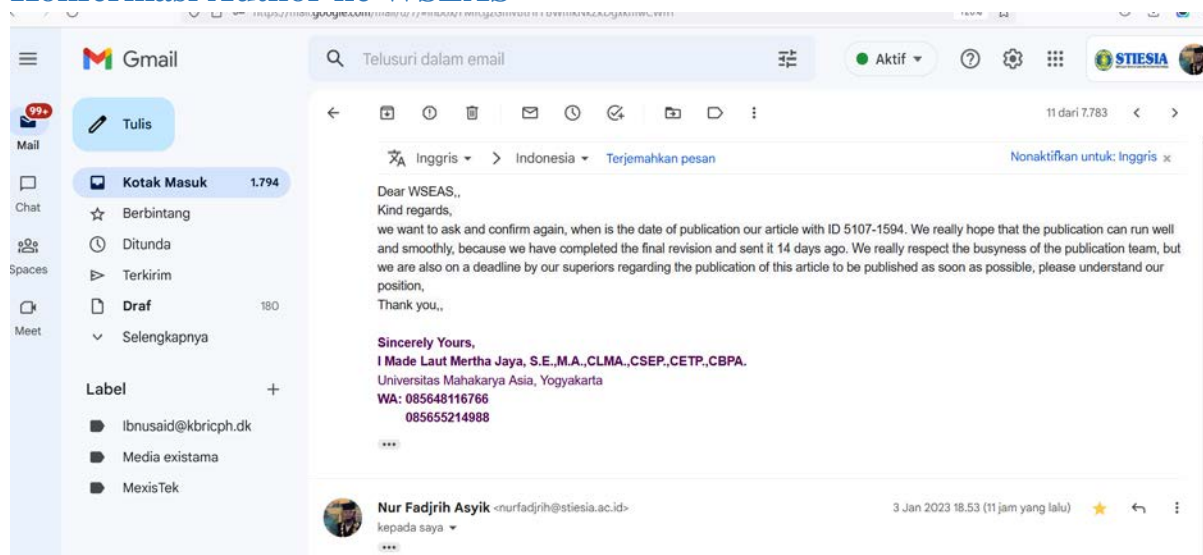 Gmail
Telusuri dalam email
Aktif
STIESIA
99+
Mail
Chat
Spaces
Meet
Tulis
Kotak Masuk 1.794
Berbintang
Ditunda
Terkirim
Draf 180
Selengkapnya
Label +
Ibnusaid@kbricph.dk
Media existama
MexisTek
11 dari 7.783
Inggris > Indonesia Terjemahkan pesan Nonaktifkan untuk: Inggris x
Dear WSEAS,,
Kind regards,
we want to ask and confirm again, when is the date of publication our article with ID 5107-1594. We really hope that the publication can run well
and smoothly, because we have completed the final revision and sent it 14 days ago. We really respect the busyness of the publication team, but
we are also on a deadline by our superiors regarding the publication of this article to be published as soon as possible, please understand our
position,
Thank you,,
Sincerely Yours,
I Made Laut Mertha Jaya, S.E.,M.A.,CLMA.,CSEP.,CETP.,CBPA.
Universitas Mahakarya Asia, Yogyakarta
WA: 085648116766
085655214988
Nur Fadjrih Asyik <nurfadjrih@stiesia.ac.id> 3 Jan 2023 18.53 (11 jam yang lalu)
kepada saya